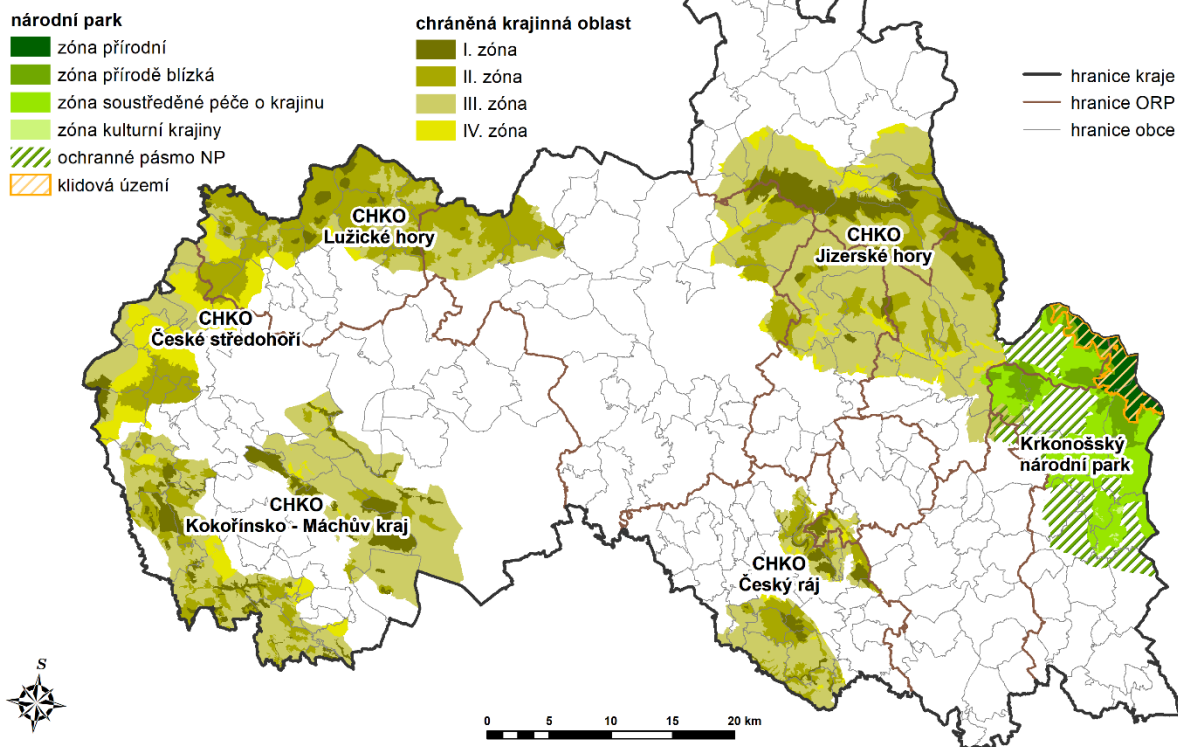 národní park
zóna přírodní
zóna přírodě blízká
zóna soustředěné péče o krajinu
zóna kulturní krajiny
ochranné pásmo NP
klidová území
chráněná krajinná oblast
I. zóna
II. zóna
III. zóna
IV. zóna
hranice kraje
hranice ORP
hranice obce
CHKO
Lužické hory
CHKO
Jizerské hory
CHKO
České středohoří
Krkonošský
národní park
CHKO
Kokořínsko - Máchův kraj
CHKO
Český ráj
S
0 5 10 15 20 km